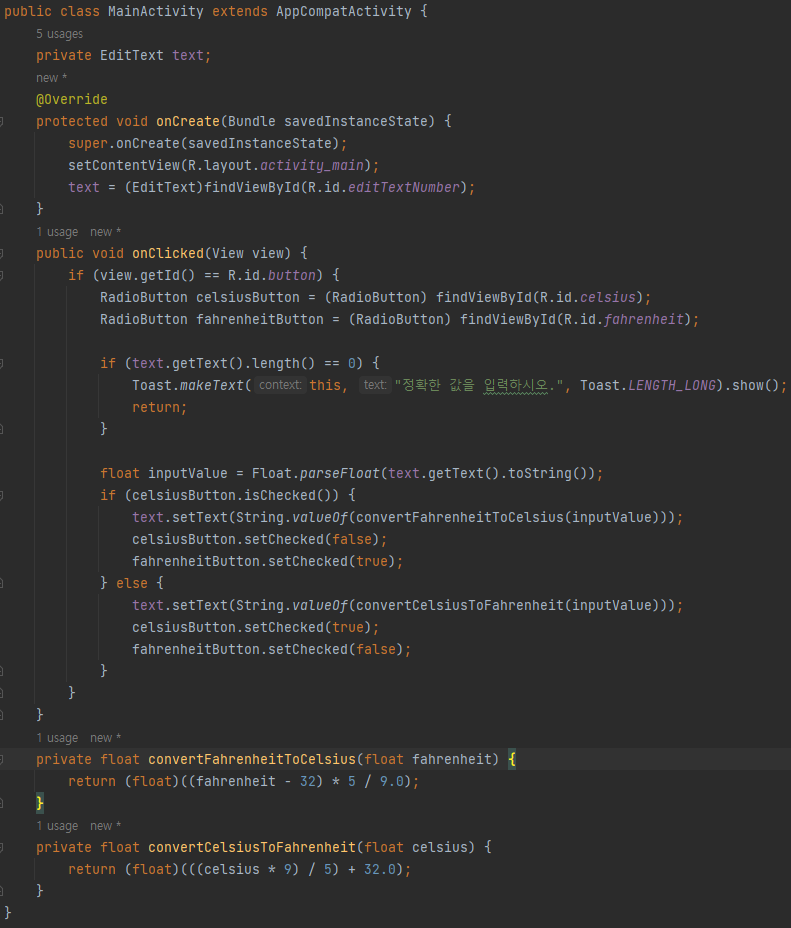 public class MainActivity extends AppCompatActivity {
5 usages
private EditText text;
new *
@Override
protected void onCreate(Bundle savedInstanceState) {
super.onCreate(savedInstanceState);
setContentView(R.layout.activity_main);
text = (EditText)findViewById(R.id.editTextNumber);
}
1 usage new *
public void onClicked(View view) {
if (view.getId() == R.id.button) {
RadioButton celsiusButton = (RadioButton) findViewById(R.id.celsius);
RadioButton fahrenheitButton = (RadioButton) findViewById(R.id.fahrenheit);
if (text.getText().length() == 0) {
Toast.makeText( context: this, text: "정확한 값을 입력하시오.", Toast.LENGTH_LONG).show();
return;
}
float inputValue = Float.parseFloat(text.getText().toString());
if (celsiusButton.isChecked()) {
text.setText(String.valueOf(convertFahrenheitToCelsius(inputValue)));
celsiusButton.setChecked(false);
fahrenheitButton.setChecked(true);
} else {
text.setText(String.valueOf(convertCelsiusToFahrenheit(inputValue)));
celsiusButton.setChecked(true);
fahrenheitButton.setChecked(false);
}
}
}
1 usage new *
private float convertFahrenheitToCelsius(float fahrenheit) {
return (float)((fahrenheit - 32) * 5 / 9.0);
}
1 usage new *
private float convertCelsiusToFahrenheit(float celsius) {
return (float)(((celsius * 9) / 5) + 32.0);
}
}